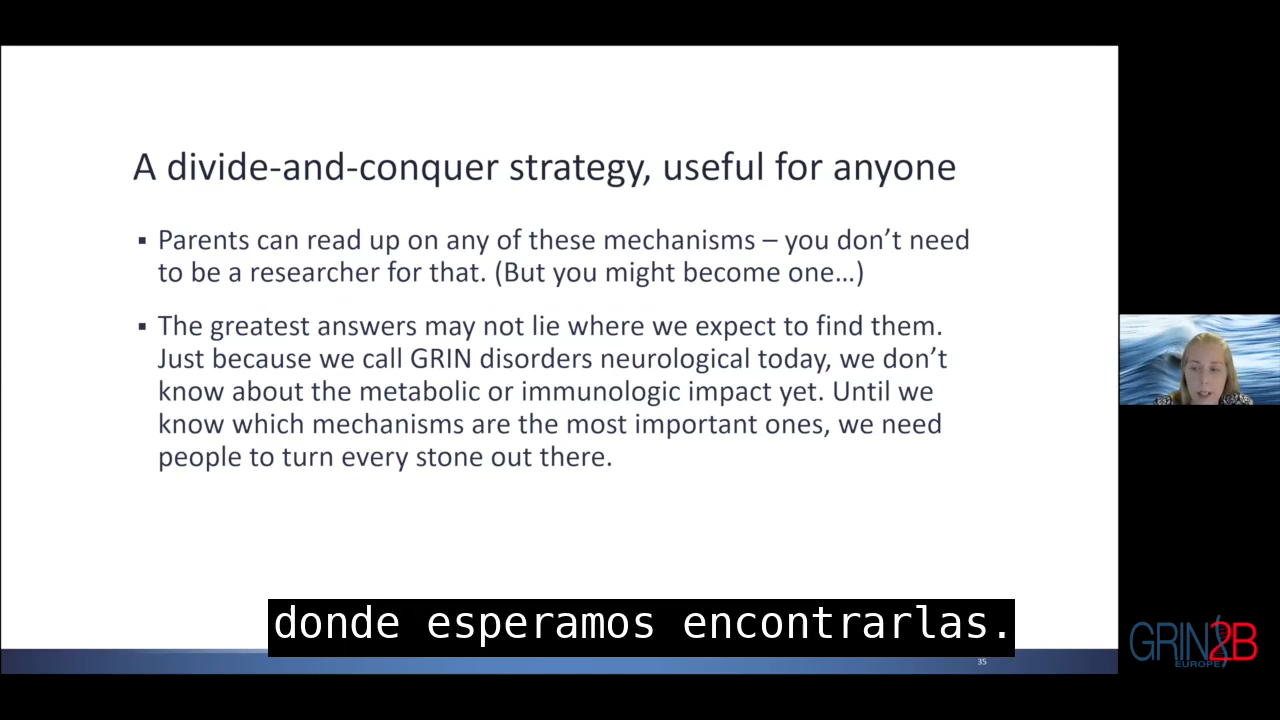 A divide-and-conquer strategy, useful for anyone
▪ Parents can read up on any of these mechanisms – you don’t need
to be a researcher for that. (But you might become one…)
▪ The greatest answers may not lie where we expect to find them.
Just because we call GRIN disorders neurological today, we don’t
know about the metabolic or immunologic impact yet. Until we
know which mechanisms are the most important ones, we need
people to turn every stone out there.
donde esperamos encontrarlas.
35
GRIN2B
EUROPE